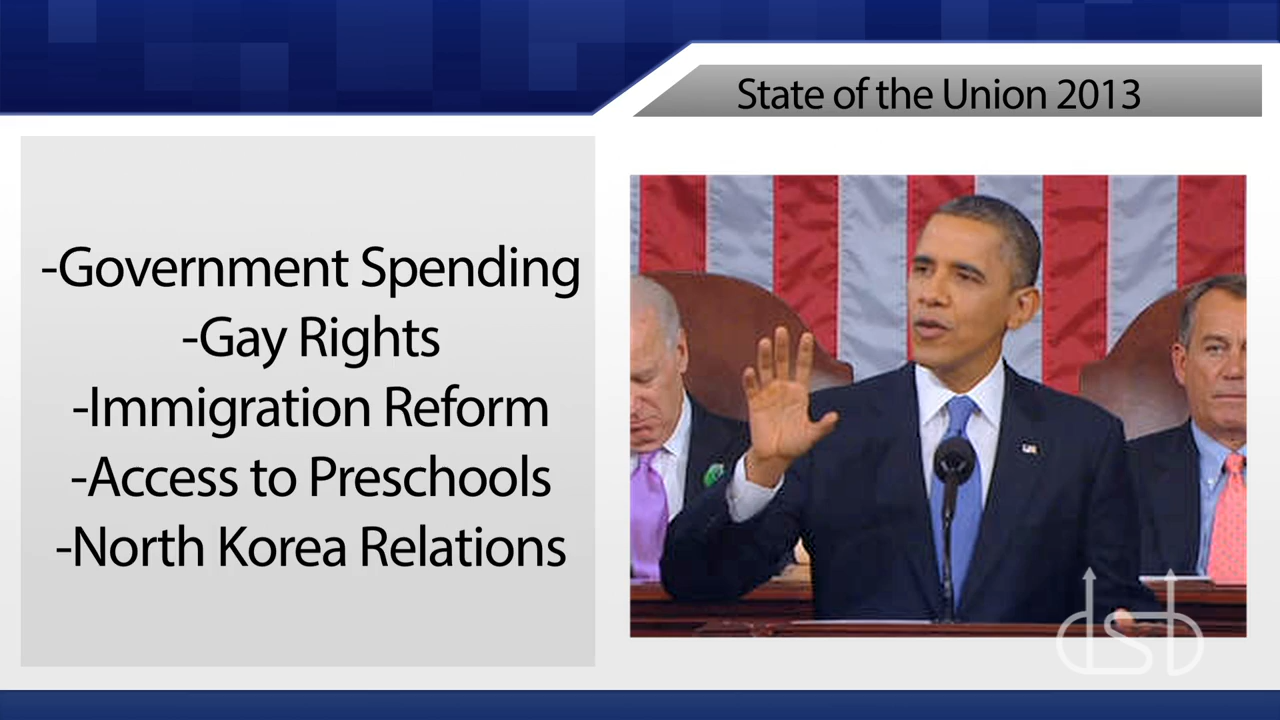 State of the Union 2013
-Government Spending
-Gay Rights
-Immigration Reform
-Access to Preschools
-North Korea Relations
dsb